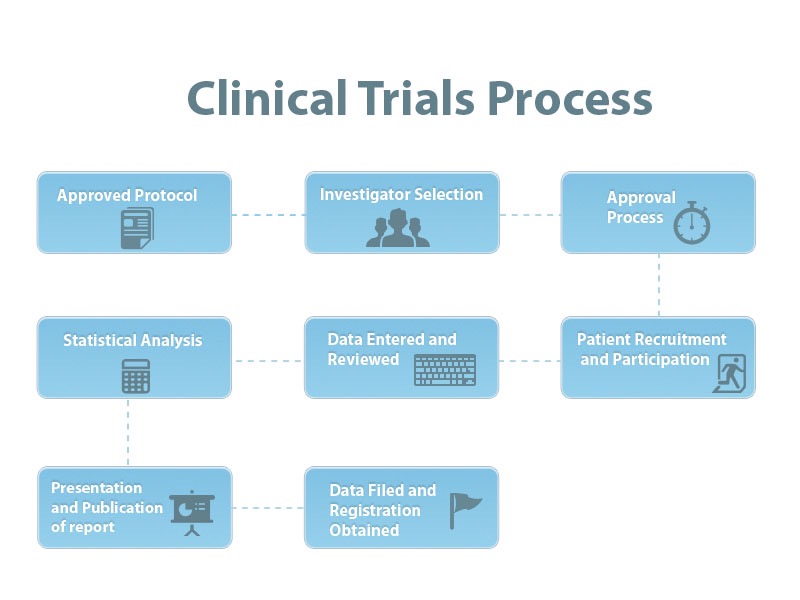 Clinical Trials Process
Approved Protocol
Investigator Selection
Approval
Process
Patient Recruitment
and Participation
Data Entered and
Reviewed
Statistical Analysis
Presentation
and Publication
of report
Data Filed and
Registration
Obtained